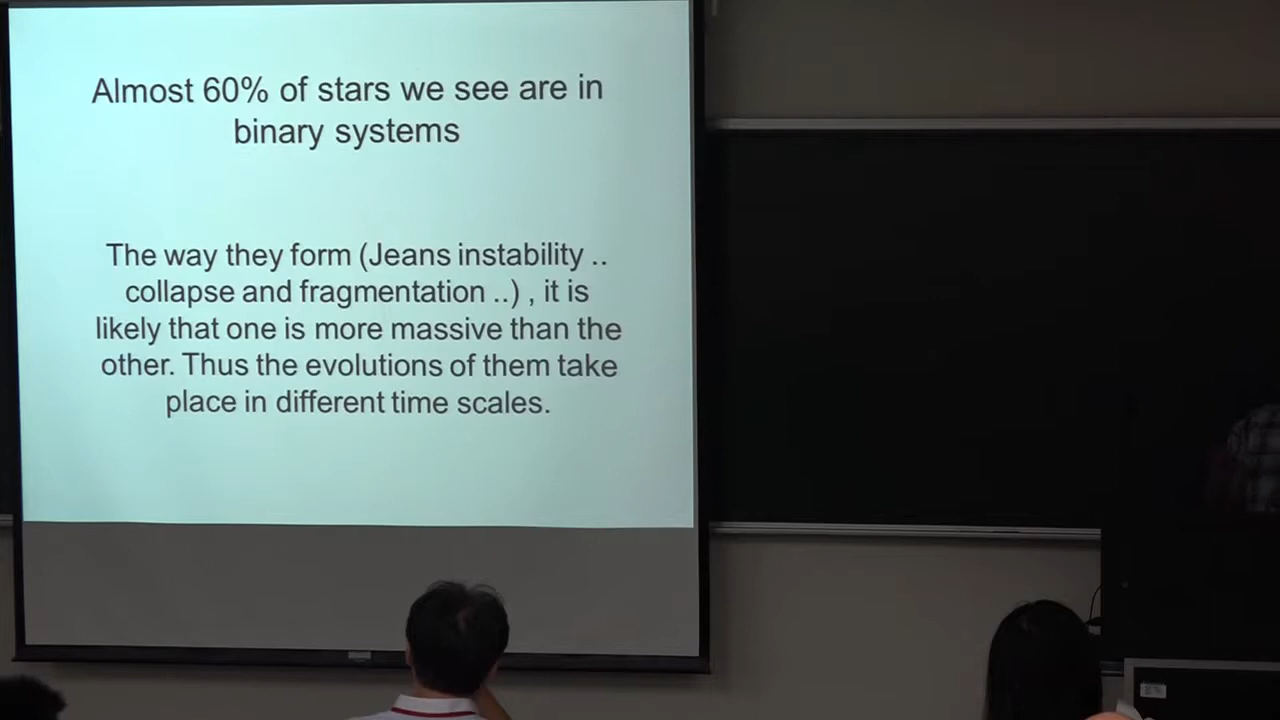 Almost 60% of stars we see are in
binary systems
The way they form (Jeans instability ..
collapse and fragmentation ..) , it is
likely that one is more massive than the
other. Thus the evolutions of them take
place in different time scales.